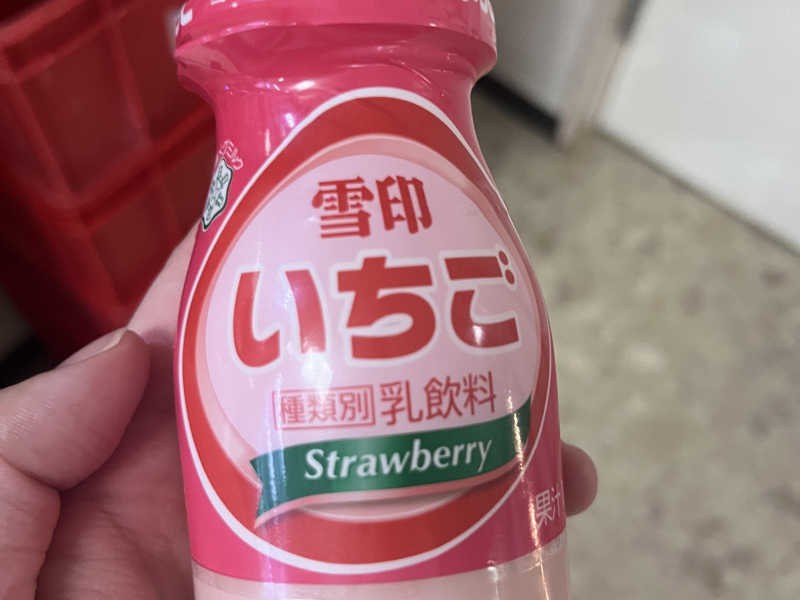 雪印
いちご
種類別 乳飲料
Strawberry
果汁